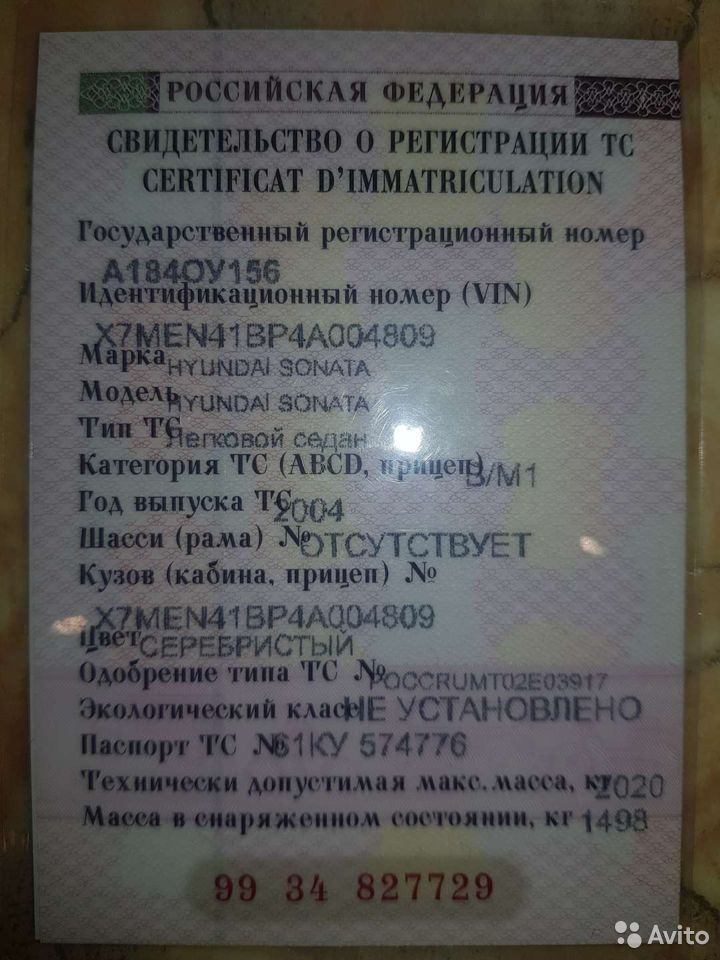 РОССИЙСКАЯ ФЕДЕРАЦИЯ
СВИДЕТЕЛЬСТВО О РЕГИСТРАЦИИ ТС
CERTIFICAT D'IMMATRICULATION
Государственный регистрационный номер
А184ОУ156
Идентификационный номер (VIN)
X7MEN41BP4A004809
Марка HYUNDAI SONATA
Модель HYUNDAI SONATA
Тип ТС Легковой седан
Категория ТС (ABCD, прицеп) B/M1
Год выпуска ТС 2004
Шасси (рама) № ОТСУТСТВУЕТ
Кузов (кабина, прицеп) №
X7MEN41BP4A004809
Цвет СЕРЕБРИСТЫЙ
Одобрение типа ТС № РОССRUMT02E03917
Экологический класс НЕ УСТАНОВЛЕНО
Паспорт ТС № 61КУ 574776
Технически допустимая макс. масса, кг 2020
Масса в снаряженном состоянии, кг 1498
99 34 827729
Avito